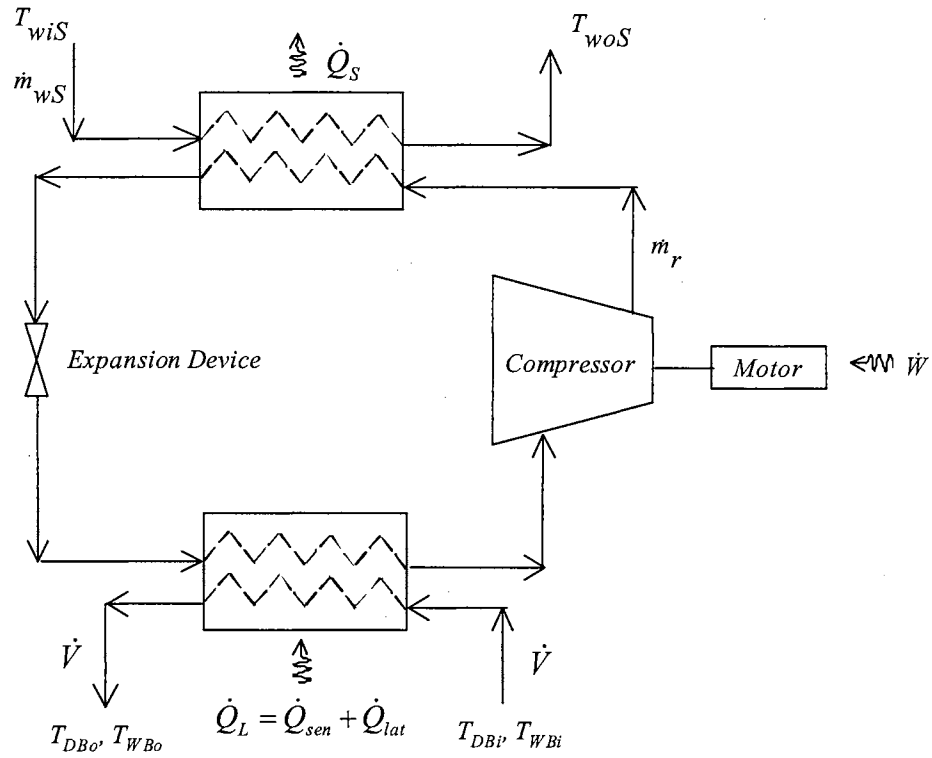 T_wiS
ṁ_wS
Q̇_S
T_woS
ṁ_r
Expansion Device
Compressor
Motor
Ẇ
V̇
V̇
Q̇_L = Q̇_sen + Q̇_lat
T_DBo, T_WBo
T_DBi, T_WBi